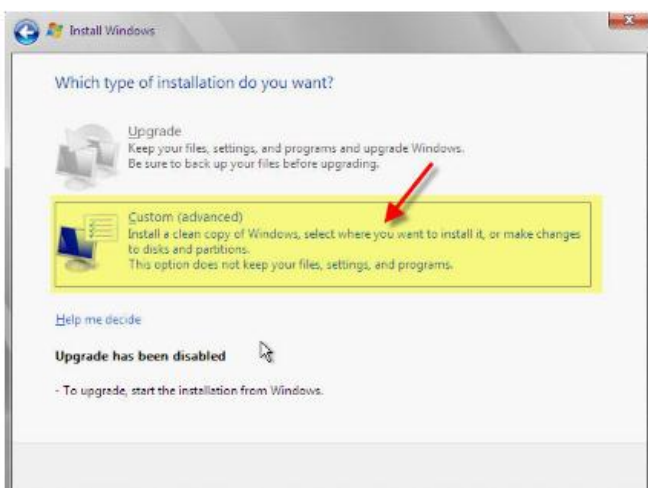 Install Windows
Which type of installation do you want?
Upgrade
Keep your files, settings, and programs and upgrade Windows.
Be sure to back up your files before upgrading.
Custom (advanced)
Install a clean copy of Windows, select where you want to install it, or make changes
to disks and partitions.
This option does not keep your files, settings, and programs.
Help me decide
Upgrade has been disabled
- To upgrade, start the installation from Windows.